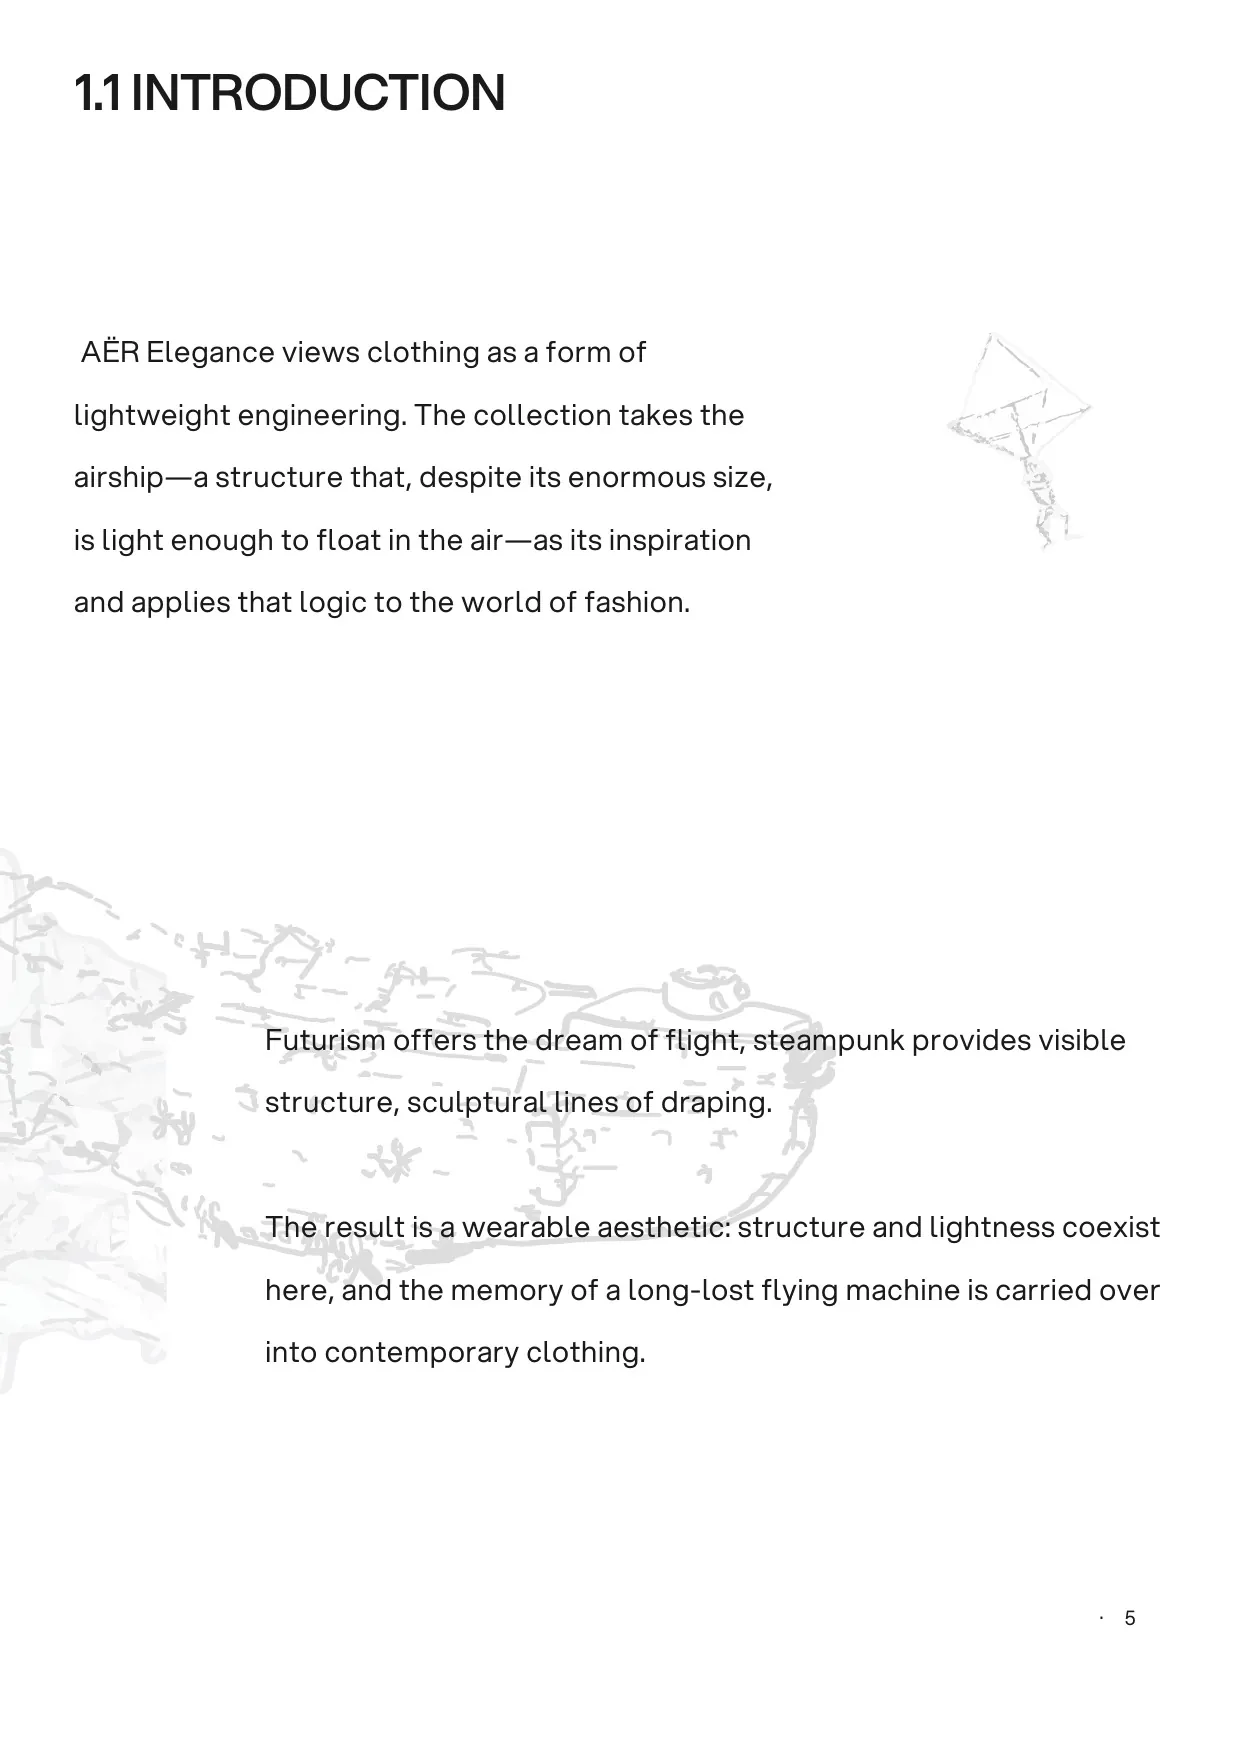 1.1 INTRODUCTION
AËR Elegance views clothing as a form of
lightweight engineering. The collection takes the
airship—a structure that, despite its enormous size,
is light enough to float in the air—as its inspiration
and applies that logic to the world of fashion.
Futurism offers the dream of flight, steampunk provides visible
structure, sculptural lines of draping.
The result is a wearable aesthetic: structure and lightness coexist
here, and the memory of a long-lost flying machine is carried over
into contemporary clothing.
· 5